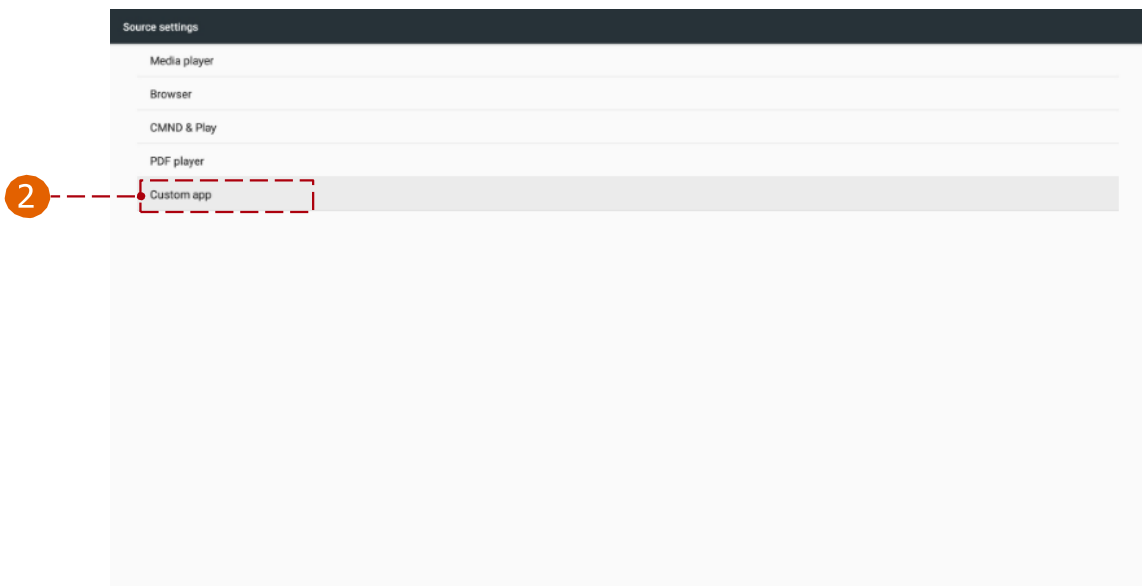 Source settings
Media player
Browser
CMND & Play
PDF player
2
Custom app